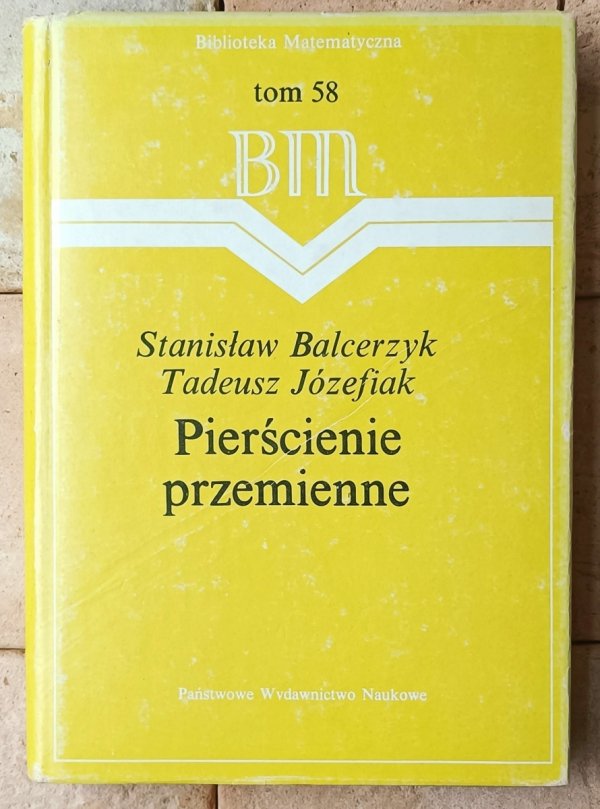 Biblioteka Matematyczna
tom 58
BM
Stanisław Balcerzyk
Tadeusz Józefiak
Pierścienie
przemienne
Państwowe Wydawnictwo Naukowe